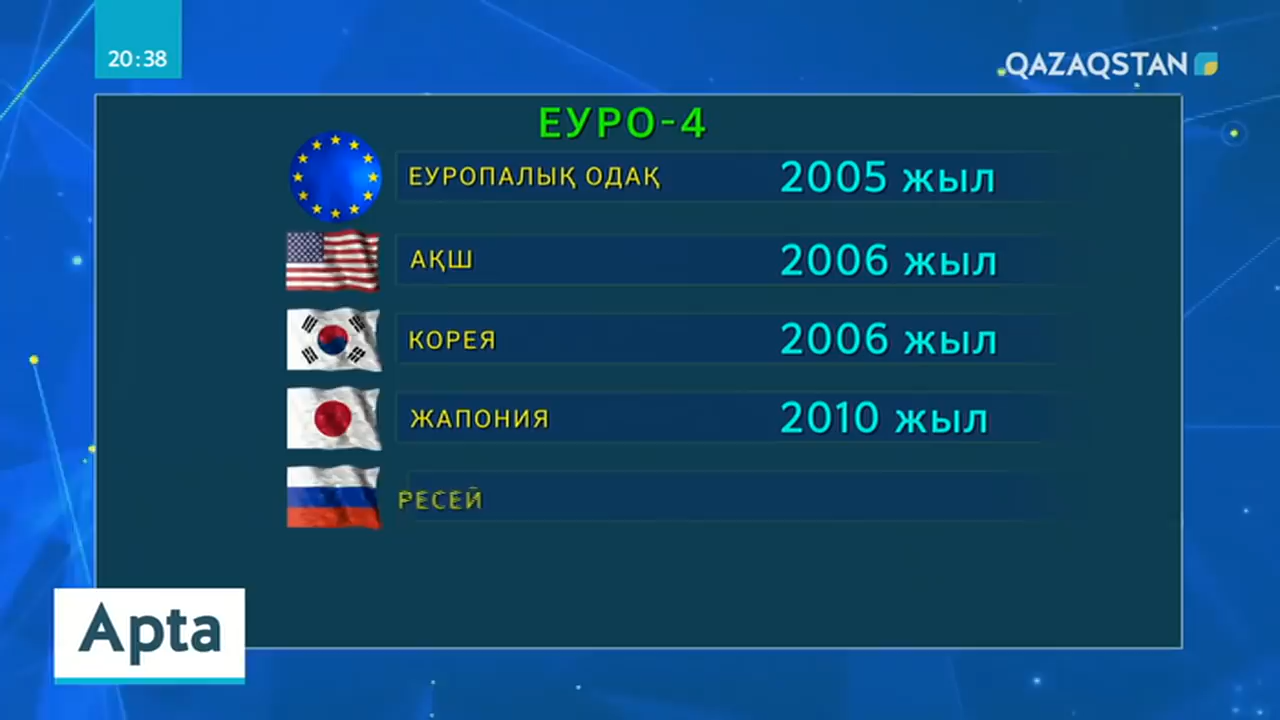 20:38
QAZAQSTAN
ЕУРО-4
ЕУРОПАЛЫҚ ОДАҚ 2005 жыл
АҚШ 2006 жыл
КОРЕЯ 2006 жыл
ЖАПОНИЯ 2010 жыл
РЕСЕЙ
Apta